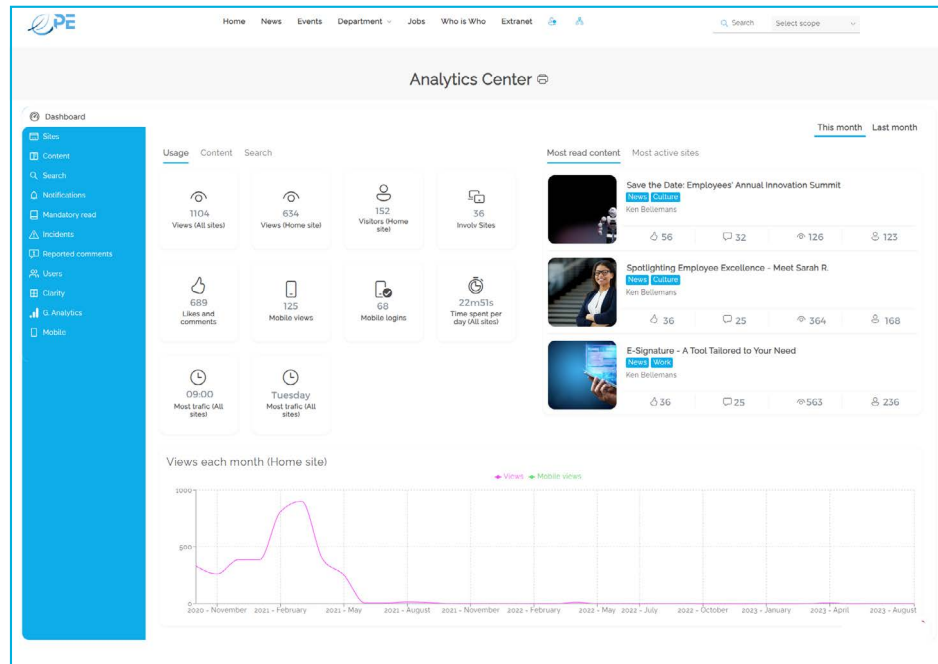 PE
Home News Events Department Jobs Who is Who Extranet Search Select scope
Analytics Center
Dashboard
Sites
Content
Search
Notifications
Mandatory read
Incidents
Reported comments
Users
Clarity
G. Analytics
Mobile
This month Last month
Usage Content Search
1104
Views (All sites)
634
Views (Home site)
152
Visitors (Home
site)
36
Involv Sites
689
Likes and
comments
125
Mobile views
68
Mobile logins
22m51s
Time spent per
day (All sites)
09:00
Most trafic (All
sites)
Tuesday
Most trafic (All
sites)
Most read content Most active sites
Save the Date: Employees' Annual Innovation Summit
News Culture
Ken Bellemans
56 32 126 123
Spotlighting Employee Excellence - Meet Sarah R.
News Culture
Ken Bellemans
36 25 364 168
E-Signature - A Tool Tailored to Your Need
News Work
Ken Bellemans
36 25 563 236
Views each month (Home site)
Views Mobile views
1000
500
0
2020 - November 2021 - February 2021 - May 2021 - August 2021 - November 2022 - February 2022 - May 2022 - July 2022 - October 2023 - January 2023 - April 2023 - August